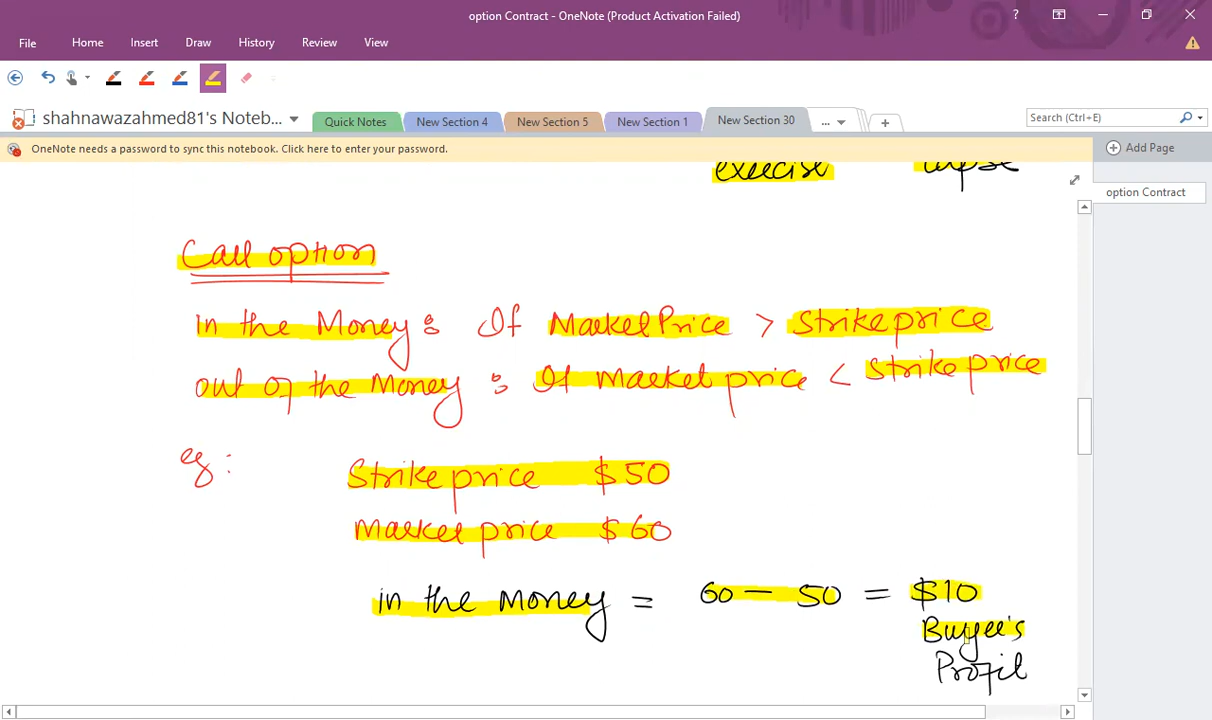 option Contract - OneNote (Product Activation Failed)
?
File Home Insert Draw History Review View
shahnawazahmed81's Noteb... Quick Notes New Section 4 New Section 5 New Section 1 New Section 30 ... Search (Ctrl+E)
OneNote needs a password to sync this notebook. Click here to enter your password.
Add Page
option Contract
exercise lapse
Call option
In the Money: If Market Price > Strike price
out of the Money : If Market price < Strike price
eg:
Strike price $50
Market price $60
in the Money = 60 - 50 = $10
Buyer's
Profit